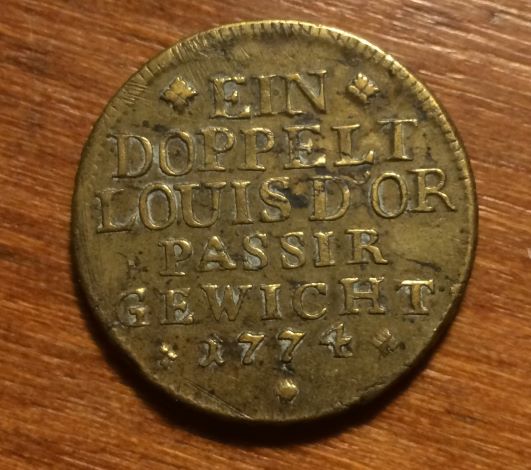 EIN
DOPPELT
LOUIS D'OR
PASSIR
GEWICHT
1774